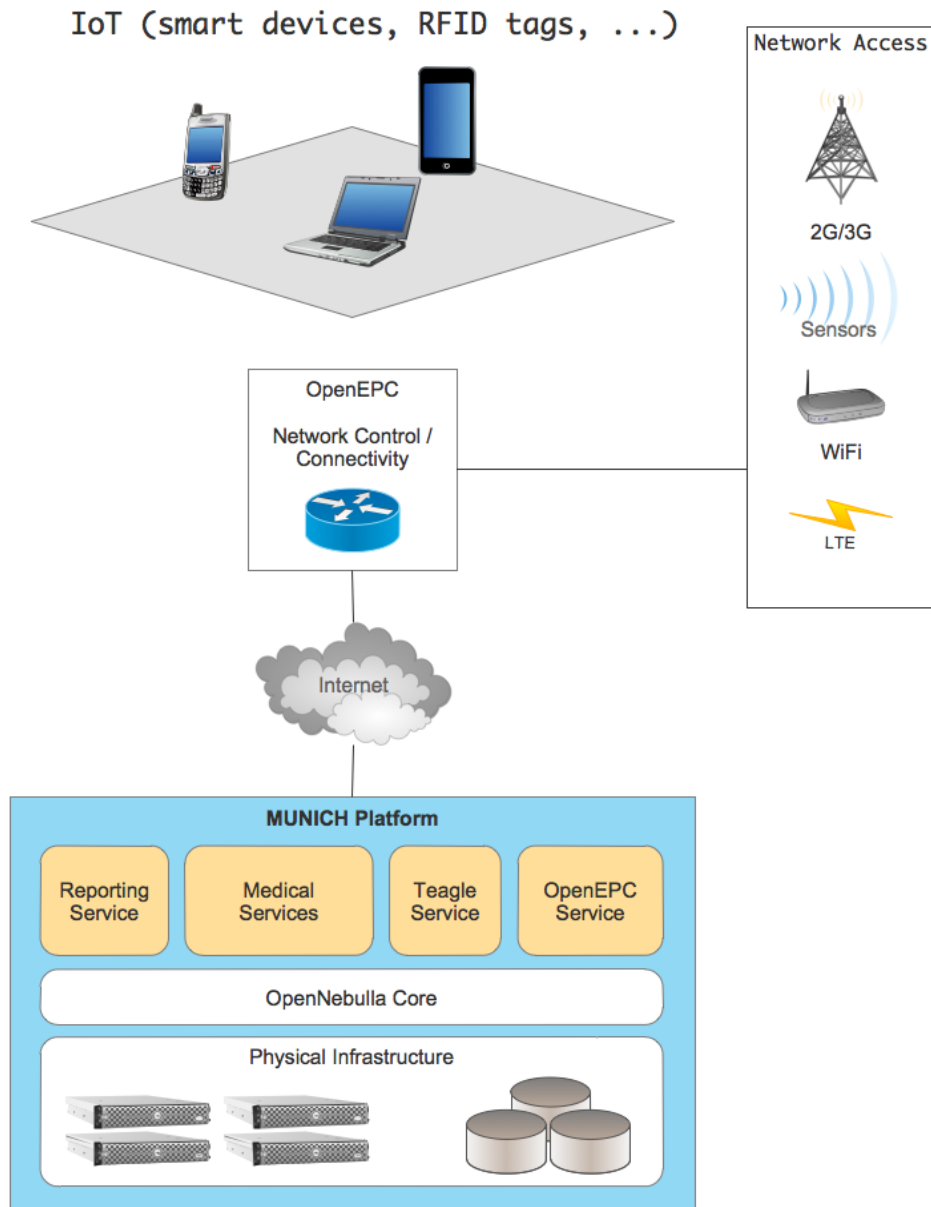 IoT (smart devices, RFID tags, ...)
Network Access
2G/3G
Sensors
WiFi
LTE
OpenEPC
Network Control /
Connectivity
Internet
MUNICH Platform
Reporting
Service
Medical
Services
Teagle
Service
OpenEPC
Service
OpenNebulla Core
Physical Infrastructure